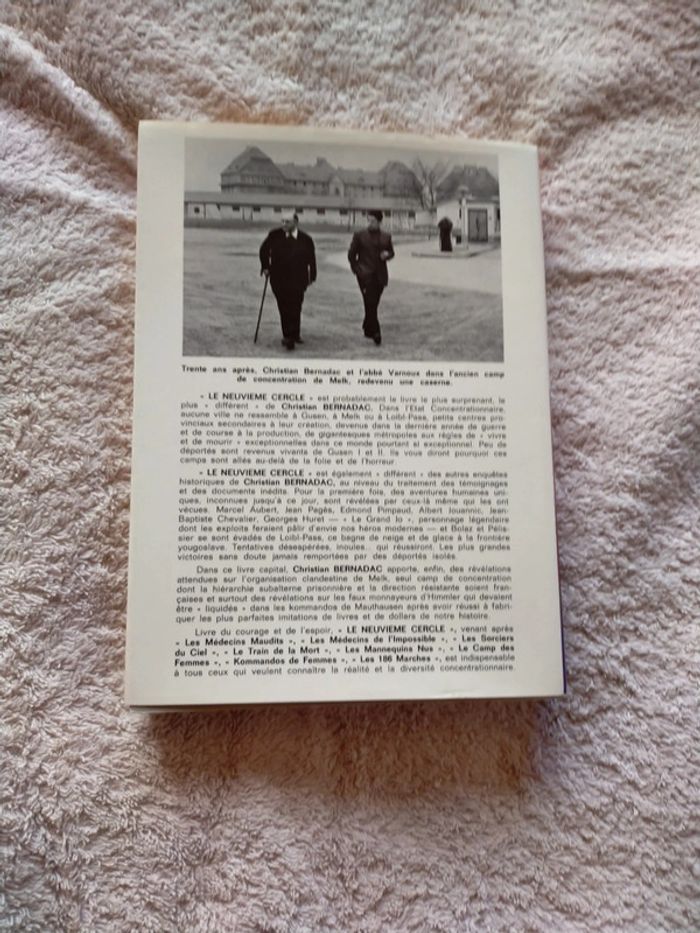 Trente ans après, Christian Bernadac et l'abbé Varnoux dans l'ancien camp
de concentration de Melk, redevenu une caserne.
« LE NEUVIEME CERCLE » est probablement le livre le plus surprenant, le
plus « différent » de Christian BERNADAC. Dans l'Etat Concentrationnaire,
aucune ville ne ressemble à Gusen, à Melk ou à Loibl-Pass, petits centres pro-
vinciaux secondaires à leur création, devenus dans la dernière année de guerre
et de course à la production, de gigantesques métropoles aux règles de « vivre
et de mourir » exceptionnelles dans ce monde pourtant si exceptionnel. Peu de
déportés sont revenus vivants de Gusen I et II. Ils vous diront pourquoi ces
camps sont allés au-delà de la folie et de l'horreur.
« LE NEUVIEME CERCLE » est également « différent » des autres enquêtes
historiques de Christian BERNADAC, au niveau du traitement des témoignages
et des documents inédits. Pour la première fois, des aventures humaines uni-
ques, inconnues jusqu'à ce jour, sont révélées par ceux-là même qui les ont
vécues. Marcel Aubert, Jean Pagès, Edmond Pimpaud, Albert Iouannic, Jean-
Baptiste Chevalier, Georges Huret — « Le Grand Io », personnage légendaire
dont les exploits feraient pâlir d'envie nos héros modernes — et Bolaz et Pélis-
sier se sont évadés de Loibl-Pass, ce bagne de neige et de glace à la frontière
yougoslave. Tentatives désespérées, inouïes... qui réussiront. Les plus grandes
victoires sans doute jamais remportées par des déportés isolés.
Dans ce livre capital, Christian BERNADAC apporte, enfin, des révélations
attendues sur l'organisation clandestine de Melk, seul camp de concentration
dont la hiérarchie subalterne prisonnière et la direction résistante soient fran-
çaises et surtout des révélations sur les faux monnayeurs d'Himmler qui devaient
être « liquidés » dans les kommandos de Mauthausen après avoir réussi à fabri-
quer les plus parfaites imitations de livres et de dollars de notre histoire.
Livre du courage et de l'espoir, « LE NEUVIEME CERCLE », venant après
« Les Médecins Maudits », « Les Médecins de l'Impossible », « Les Sorciers
du Ciel », « Le Train de la Mort », « Les Mannequins Nus », « Le Camp des
Femmes », « Kommandos de Femmes », « Les 186 Marches », est indispensable
à tous ceux qui veulent connaître la réalité et la diversité concentrationnaire.